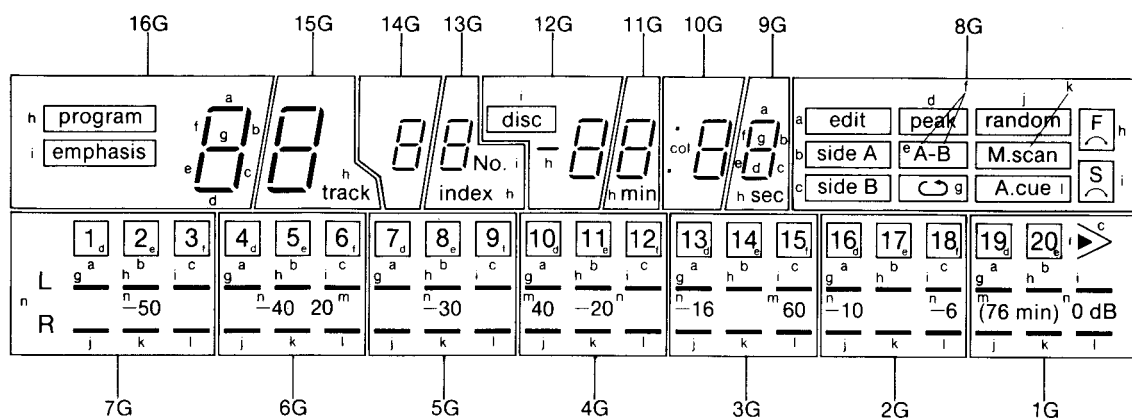 16G 15G 14G 13G 12G 11G 10G 9G 8G
a i a f k
h program f b disc f b d j
g g a edit peak random F h
i emphasis No. i h col b side A e A-B M.scan
e c h track index h h min e d c c side B g A.cue l S i
d h sec
1 d 2 e 3 f 4 d 5 e 6 f 7 d 8 e 9 f 10 d 11 e 12 f 13 d 14 e 15 f 16 d 17 e 18 f 19 d 20 e f c
L g a h b i c g a h b i c g a h b i c g a h b i c g a h b i c g a h b i c g a h b i
n n n m n m n n m n n n m n
−50 −40 20 −30 40 −20 −16 60 −10 −6 (76 min) 0 dB
R
j k l j k l j k l j k l j k l j k l j k l
7G 6G 5G 4G 3G 2G 1G